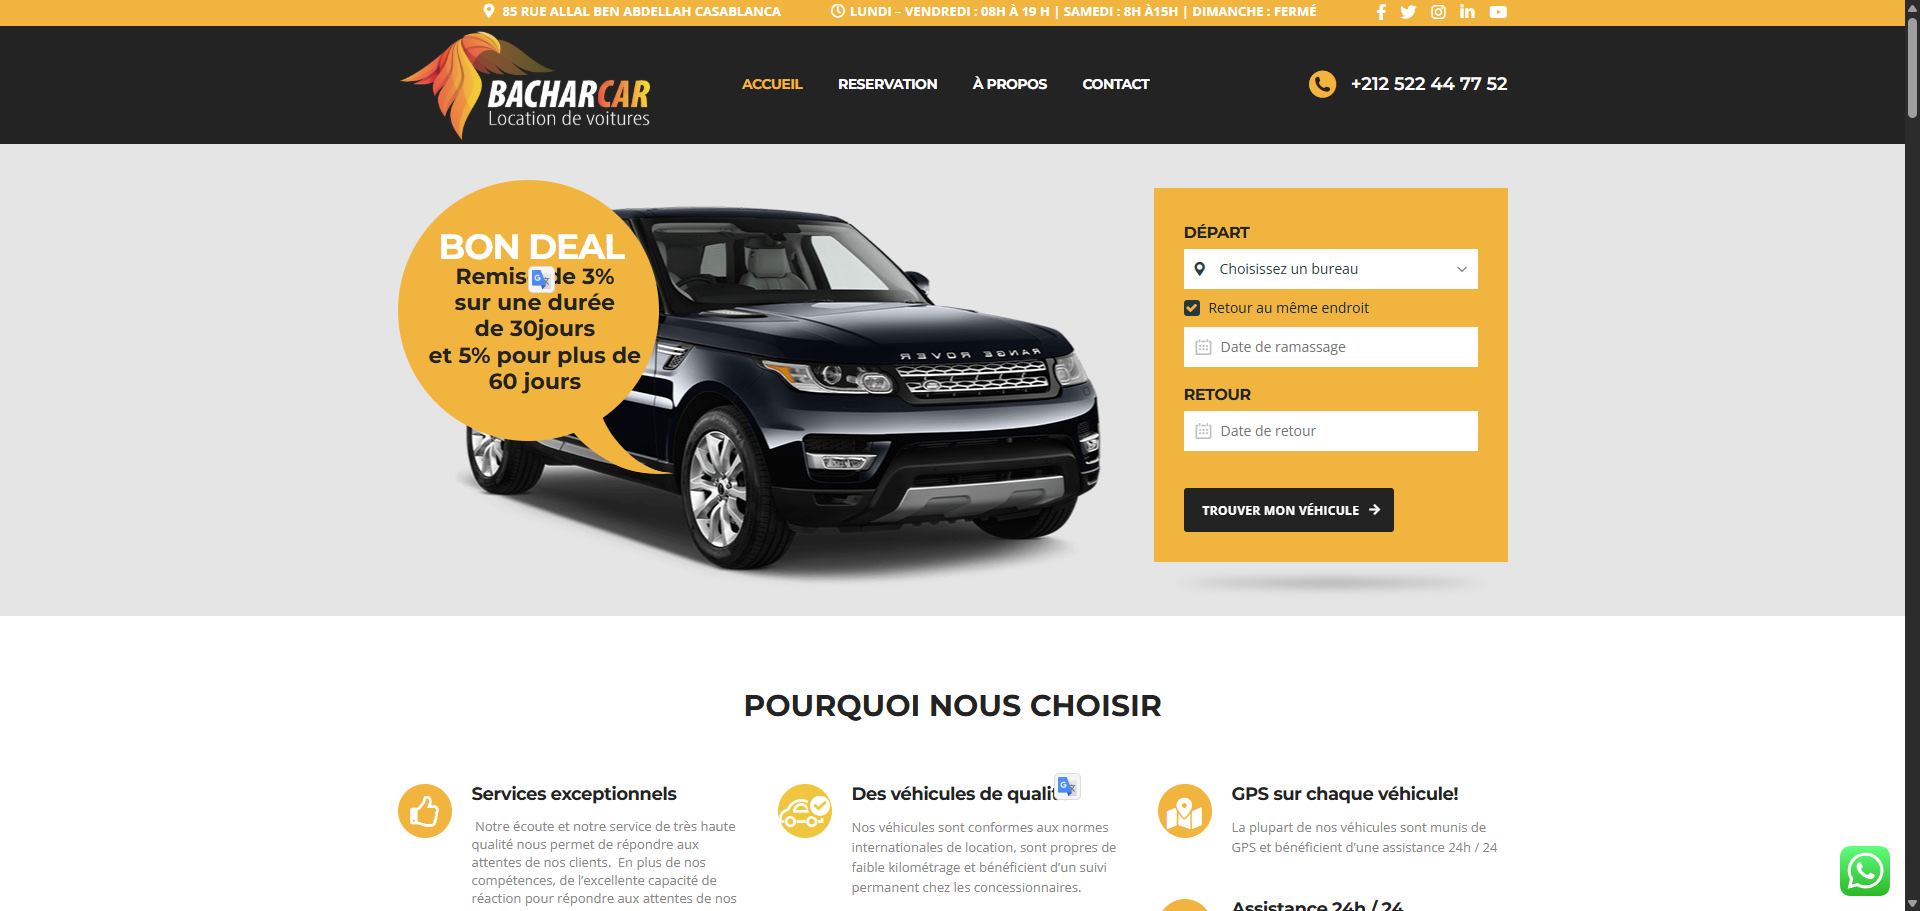 85 RUE ALLAL BEN ABDELLAH CASABLANCA
LUNDI – VENDREDI : 08H À 19 H | SAMEDI : 8H À15H | DIMANCHE : FERMÉ
BACHARCAR
Location de voitures
ACCUEIL
RESERVATION
À PROPOS
CONTACT
+212 522 44 77 52
BON DEAL
Remis de 3%
sur une durée
de 30jours
et 5% pour plus de
60 jours
RANGE ROVER
DÉPART
Choisissez un bureau
Retour au même endroit
Date de ramassage
RETOUR
Date de retour
TROUVER MON VÉHICULE
POURQUOI NOUS CHOISIR
Services exceptionnels
Notre écoute et notre service de très haute
qualité nous permet de répondre aux
attentes de nos clients. En plus de nos
compétences, de l’excellente capacité de
réaction pour répondre aux attentes de nos
Des véhicules de qualit
Nos véhicules sont conformes aux normes
internationales de location, sont propres de
faible kilométrage et bénéficient d’un suivi
permanent chez les concessionnaires.
GPS sur chaque véhicule!
La plupart de nos véhicules sont munis de
GPS et bénéficient d’une assistance 24h / 24
Assistance 24h / 24